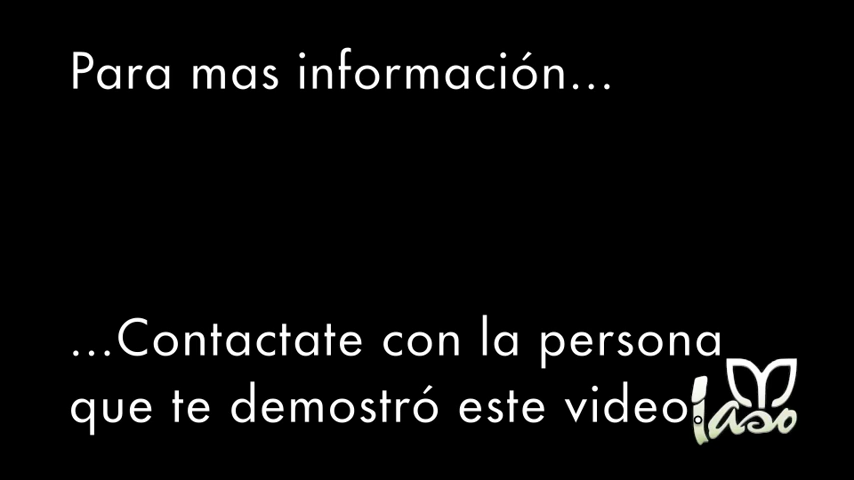 Para mas información...
...Contactate con la persona
que te demostró este video.
iaso